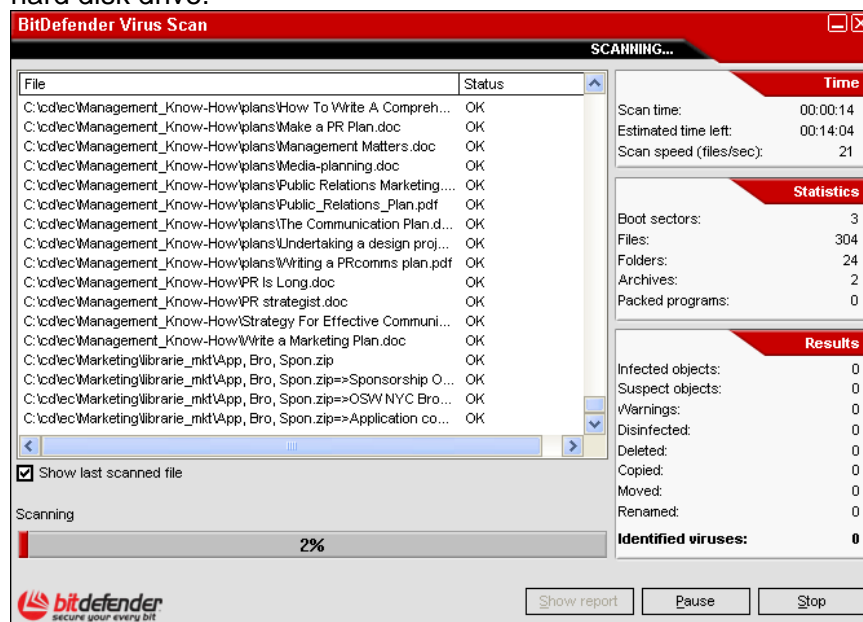 hard disk drive.
BitDefender Virus Scan
SCANNING...
File Status
C:\cd\ec\Management_Know-How\plans\How To Write A Compreh... OK
C:\cd\ec\Management_Know-How\plans\Make a PR Plan.doc OK
C:\cd\ec\Management_Know-How\plans\Management Matters.doc OK
C:\cd\ec\Management_Know-How\plans\Media-planning.doc OK
C:\cd\ec\Management_Know-How\plans\Public Relations Marketing.... OK
C:\cd\ec\Management_Know-How\plans\Public_Relations_Plan.pdf OK
C:\cd\ec\Management_Know-How\plans\The Communication Plan.d... OK
C:\cd\ec\Management_Know-How\plans\Undertaking a design proj... OK
C:\cd\ec\Management_Know-How\plans\Writing a PRcomms plan.pdf OK
C:\cd\ec\Management_Know-How\PR Is Long.doc OK
C:\cd\ec\Management_Know-How\PR strategist.doc OK
C:\cd\ec\Management_Know-How\Strategy For Effective Communi... OK
C:\cd\ec\Management_Know-How\Write a Marketing Plan.doc OK
C:\cd\ec\Marketing\librarie_mkt\App, Bro, Spon.zip OK
C:\cd\ec\Marketing\librarie_mkt\App, Bro, Spon.zip=>Sponsorship O... OK
C:\cd\ec\Marketing\librarie_mkt\App, Bro, Spon.zip=>OSW NYC Bro... OK
C:\cd\ec\Marketing\librarie_mkt\App, Bro, Spon.zip=>Application co... OK
Show last scanned file
Scanning
2%
Time
Scan time: 00:00:14
Estimated time left: 00:14:04
Scan speed (files/sec): 21
Statistics
Boot sectors: 3
Files: 304
Folders: 24
Archives: 2
Packed programs: 0
Results
Infected objects: 0
Suspect objects: 0
Warnings: 0
Disinfected: 0
Deleted: 0
Copied: 0
Moved: 0
Renamed: 0
Identified viruses: 0
bitdefender
secure your every bit
Show report Pause Stop